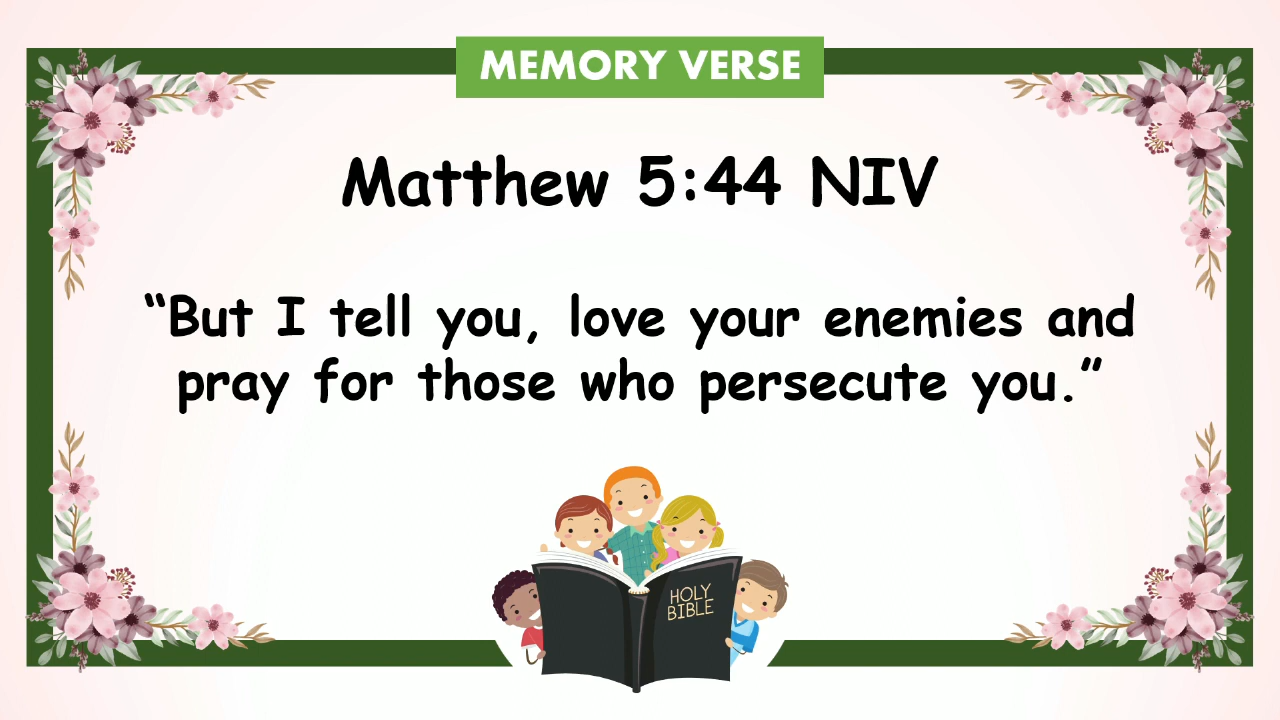 MEMORY VERSE
Matthew 5:44 NIV
“But I tell you, love your enemies and
pray for those who persecute you.”
HOLY
BIBLE